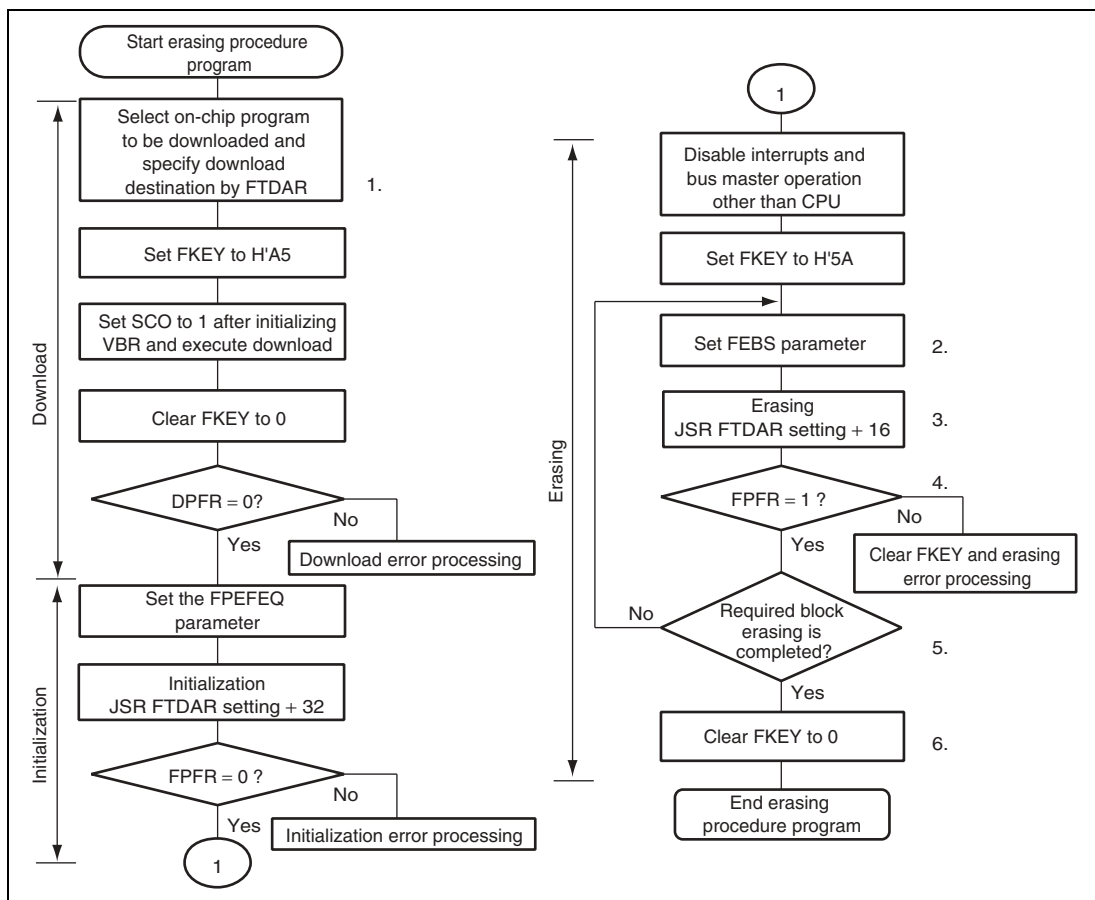 Start erasing procedure
program
Select on-chip program
to be downloaded and
specify download
destination by FTDAR
1.
Set FKEY to H'A5
Set SCO to 1 after initializing
VBR and execute download
Clear FKEY to 0
DPFR = 0?
No
Yes
Download error processing
Download
Set the FPEFEQ
parameter
Initialization
JSR FTDAR setting + 32
FPFR = 0 ?
No
Yes
Initialization error processing
Initialization
1
1
Disable interrupts and
bus master operation
other than CPU
Set FKEY to H'5A
Set FEBS parameter
2.
Erasing
JSR FTDAR setting + 16
3.
Erasing
4.
FPFR = 1 ?
No
Yes
Clear FKEY and erasing
error processing
No
Required block
erasing is
completed?
5.
Yes
Clear FKEY to 0
6.
End erasing
procedure program